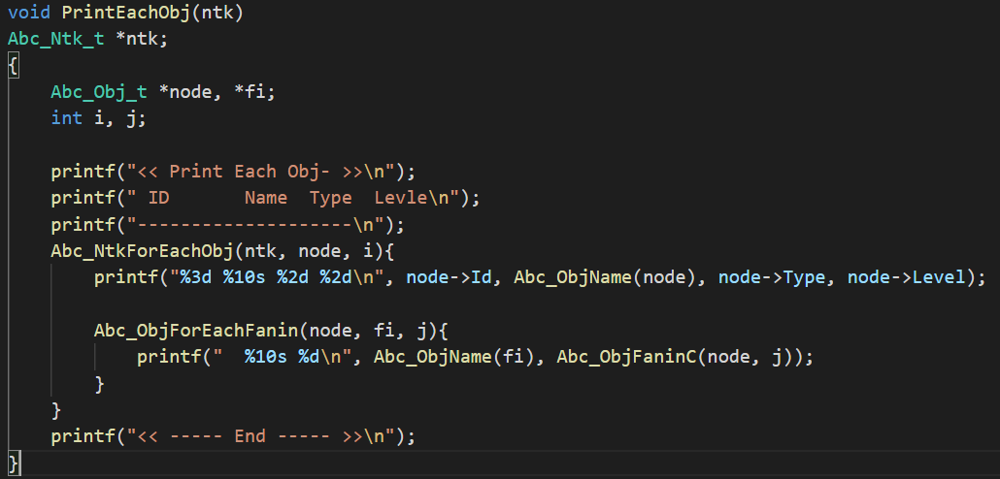 void PrintEachObj(ntk)
Abc_Ntk_t *ntk;
{
    Abc_Obj_t *node, *fi;
    int i, j;

    printf("<< Print Each Obj- >>\n");
    printf(" ID       Name  Type  Levle\n");
    printf("--------------------\n");
    Abc_NtkForEachObj(ntk, node, i){
        printf("%3d %10s %2d %2d\n", node->Id, Abc_ObjName(node), node->Type, node->Level);

        Abc_ObjForEachFanin(node, fi, j){
            printf("  %10s %d\n", Abc_ObjName(fi), Abc_ObjFaninC(node, j));
        }
    }
    printf("<< ----- End ----- >>\n");
}